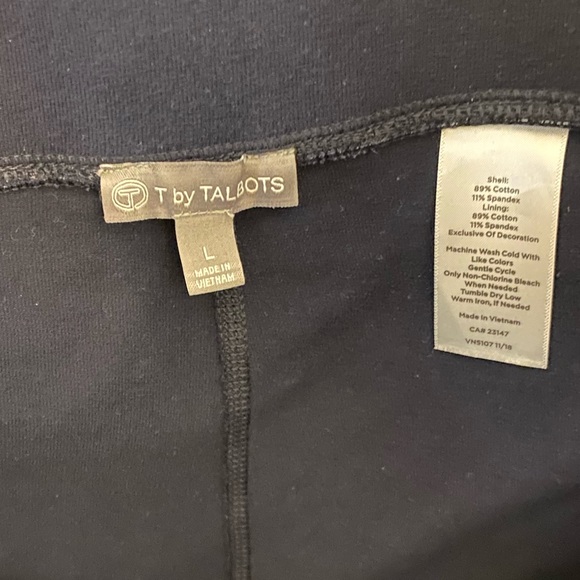 T T by TALBOTS
L
MADE IN
VIETNAM
Shell:
89% Cotton
11% Spandex
Lining:
89% Cotton
11% Spandex
Exclusive Of Decoration
Machine Wash Cold With
Like Colors
Gentle Cycle
Only Non-Chlorine Bleach
When Needed
Tumble Dry Low
Warm Iron, If Needed
Made in Vietnam
CA# 23147
VN5107 11/18